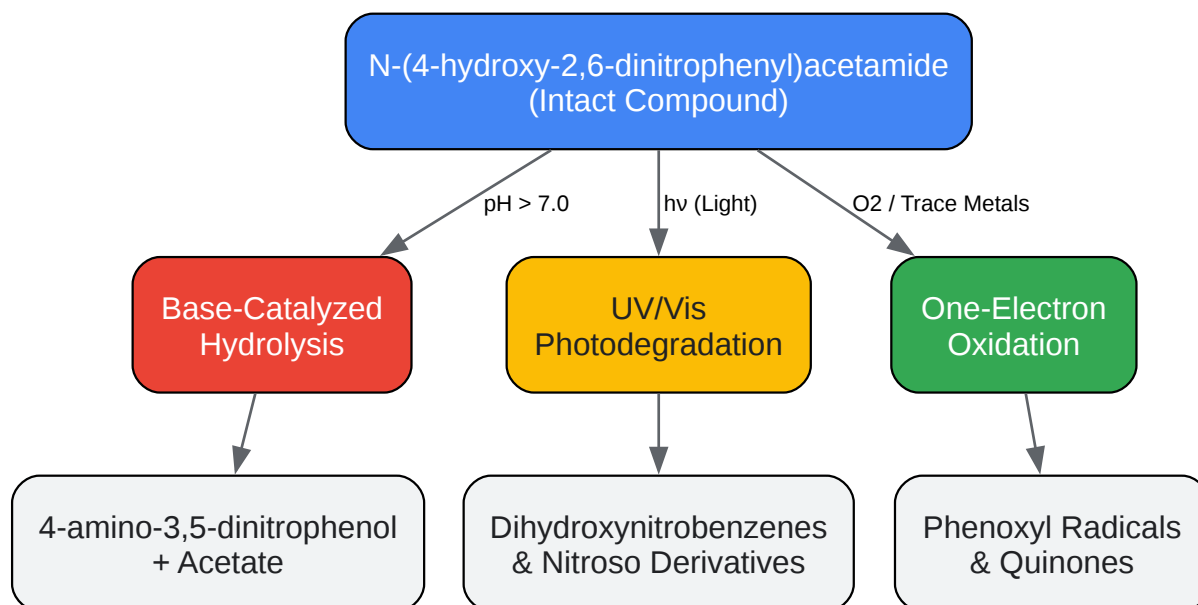 N-(4-hydroxy-2,6-dinitrophenyl)acetamide
(Intact Compound)
pH > 7.0
hν (Light)
O2 / Trace Metals
Base-Catalyzed
Hydrolysis
UV/Vis
Photodegradation
One-Electron
Oxidation
4-amino-3,5-dinitrophenol
+ Acetate
Dihydroxynitrobenzenes
& Nitroso Derivatives
Phenoxyl Radicals
& Quinones